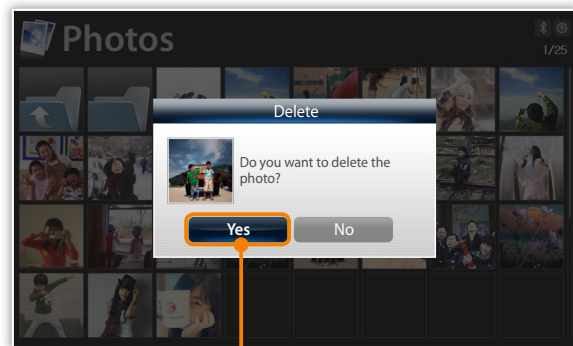 Photos
1/25
Delete
Do you want to delete the
photo?
Yes
No